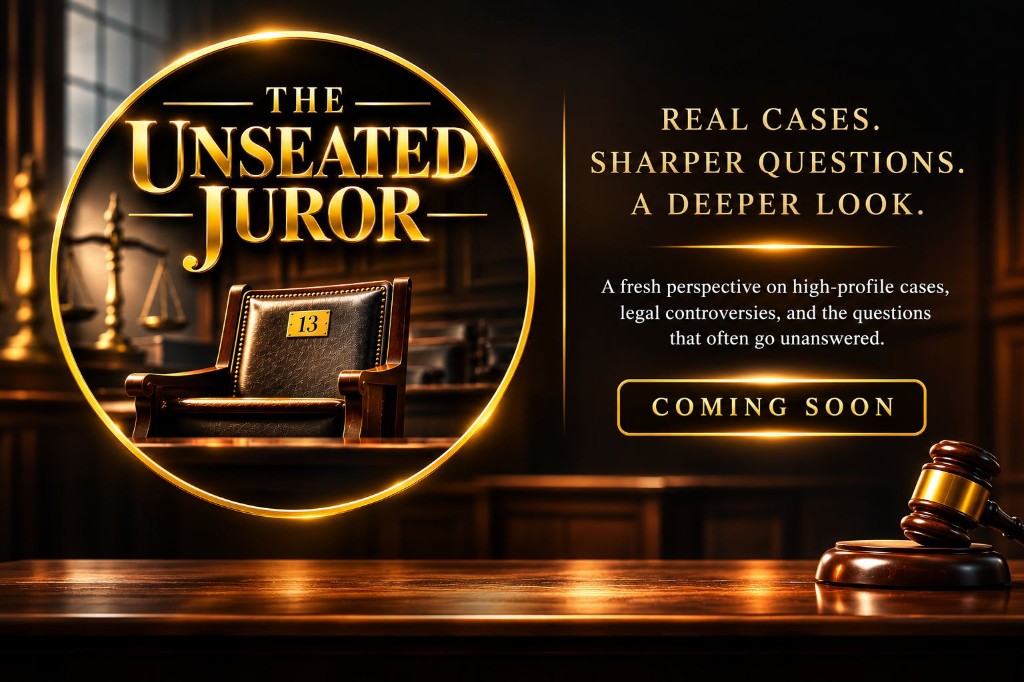 THE
UNSEATED
JUROR
13
REAL CASES.
SHARPER QUESTIONS.
A DEEPER LOOK.
A fresh perspective on high-profile cases,
legal controversies, and the questions
that often go unanswered.
COMING SOON